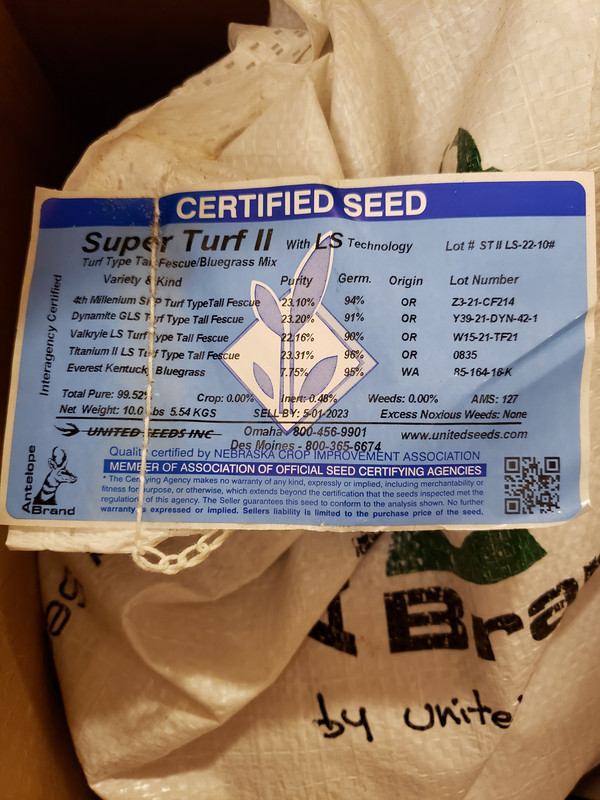 CERTIFIED SEED
Super Turf II With LS Technology Lot # ST II LS-22-10#
Turf Type Tall Fescue/Bluegrass Mix
Variety & Kind Purity Germ. Origin Lot Number
4th Millenium SRP Turf TypeTall Fescue 23.10% 94% OR Z3-21-CF214
Dynamite GLS Turf Type Tall Fescue 23.20% 91% OR Y39-21-DYN-42-1
Valkryie LS Turf Type Tall Fescue 22.16% 90% OR W15-21-TF21
Titanium II LS Turf Type Tall Fescue 23.31% 96% OR 0835
Everest Kentucky Bluegrass 7.75% 95% WA 85-164-16-K
Interagency Certified
Total Pure: 99.52% Crop: 0.00% Inert: 0.48% Weeds: 0.00% AMS: 127
Net Weight: 10.0 lbs 5.54 KGS SELL BY: 5-01-2023 Excess Noxious Weeds: None
UNITED SEEDS INC Omaha - 800-456-9901 www.unitedseeds.com
Des Moines - 800-365-6674
Quality certified by NEBRASKA CROP IMPROVEMENT ASSOCIATION
MEMBER OF ASSOCIATION OF OFFICIAL SEED CERTIFYING AGENCIES
* The Certifying Agency makes no warranty of any kind, expressly or implied, including merchantability or
fitness for purpose, or otherwise, which extends beyond the certification that the seeds inspected met the
regulations of this agency. The Seller guarantees this seed to conform to the analysis shown. No further
warranty is expressed or implied. Sellers liability is limited to the purchase price of the seed.
Antelope
Brand
Bra
by Unite